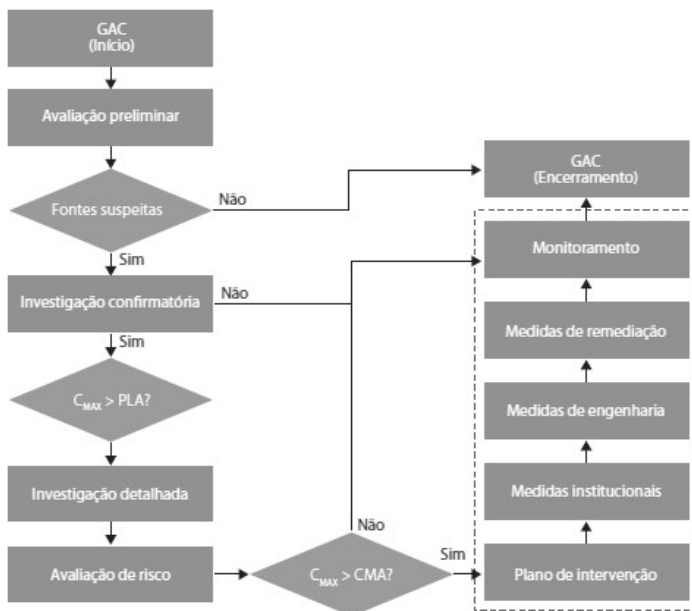 GAC
(Início)
Avaliação preliminar
Fontes suspeitas
Não
Sim
Investigação confirmatória
Não
Sim
C_MAX > PLA?
Investigação detalhada
Avaliação de risco
C_MAX > CMA?
Não
Sim
Plano de intervenção
Medidas institucionais
Medidas de engenharia
Medidas de remediação
Monitoramento
GAC
(Encerramento)